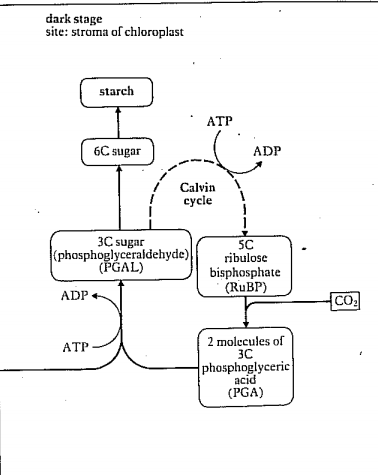 dark stage
site: stroma of chloroplast
starch
ATP
6C sugar
ADP
Calvin
cycle
3C sugar
(phosphoglyceraldehyde)
(PGAL)
5C
ribulose
bisphosphate
(RuBP)
ADP
CO₂
ATP
2 molecules of
3C
phosphoglyceric
acid
(PGA)